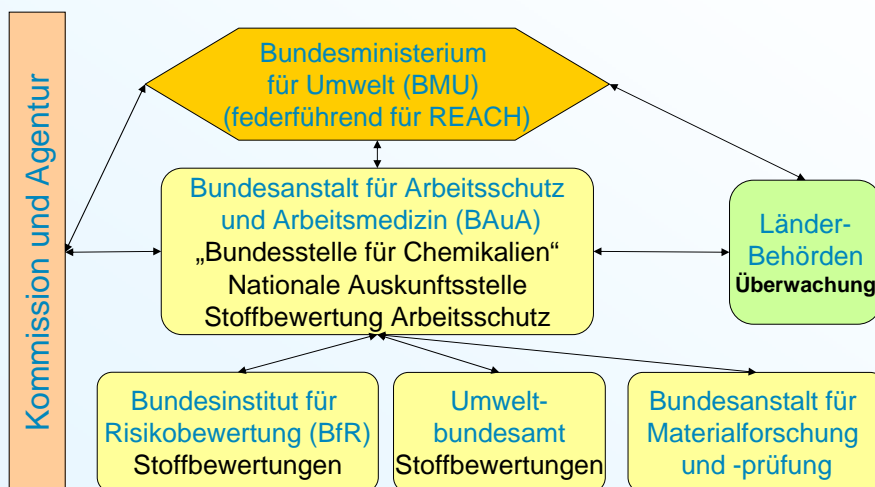 Kommission und Agentur
Bundesministerium
für Umwelt (BMU)
(federführend für REACH)
Bundesanstalt für Arbeitsschutz
und Arbeitsmedizin (BAuA)
„Bundesstelle für Chemikalien“
Nationale Auskunftsstelle
Stoffbewertung Arbeitsschutz
Länder-
Behörden
Überwachung
Bundesinstitut für
Risikobewertung (BfR)
Stoffbewertungen
Umwelt-
bundesamt
Stoffbewertungen
Bundesanstalt für
Materialforschung
und -prüfung